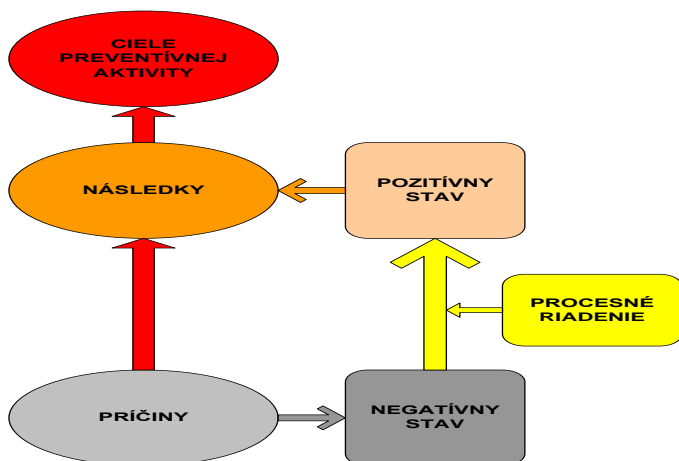 CIELE
PREVENTÍVNEJ
AKTIVITY
NÁSLEDKY
POZITÍVNY
STAV
PROCESNÉ
RIADENIE
PRÍČINY
NEGATÍVNY
STAV